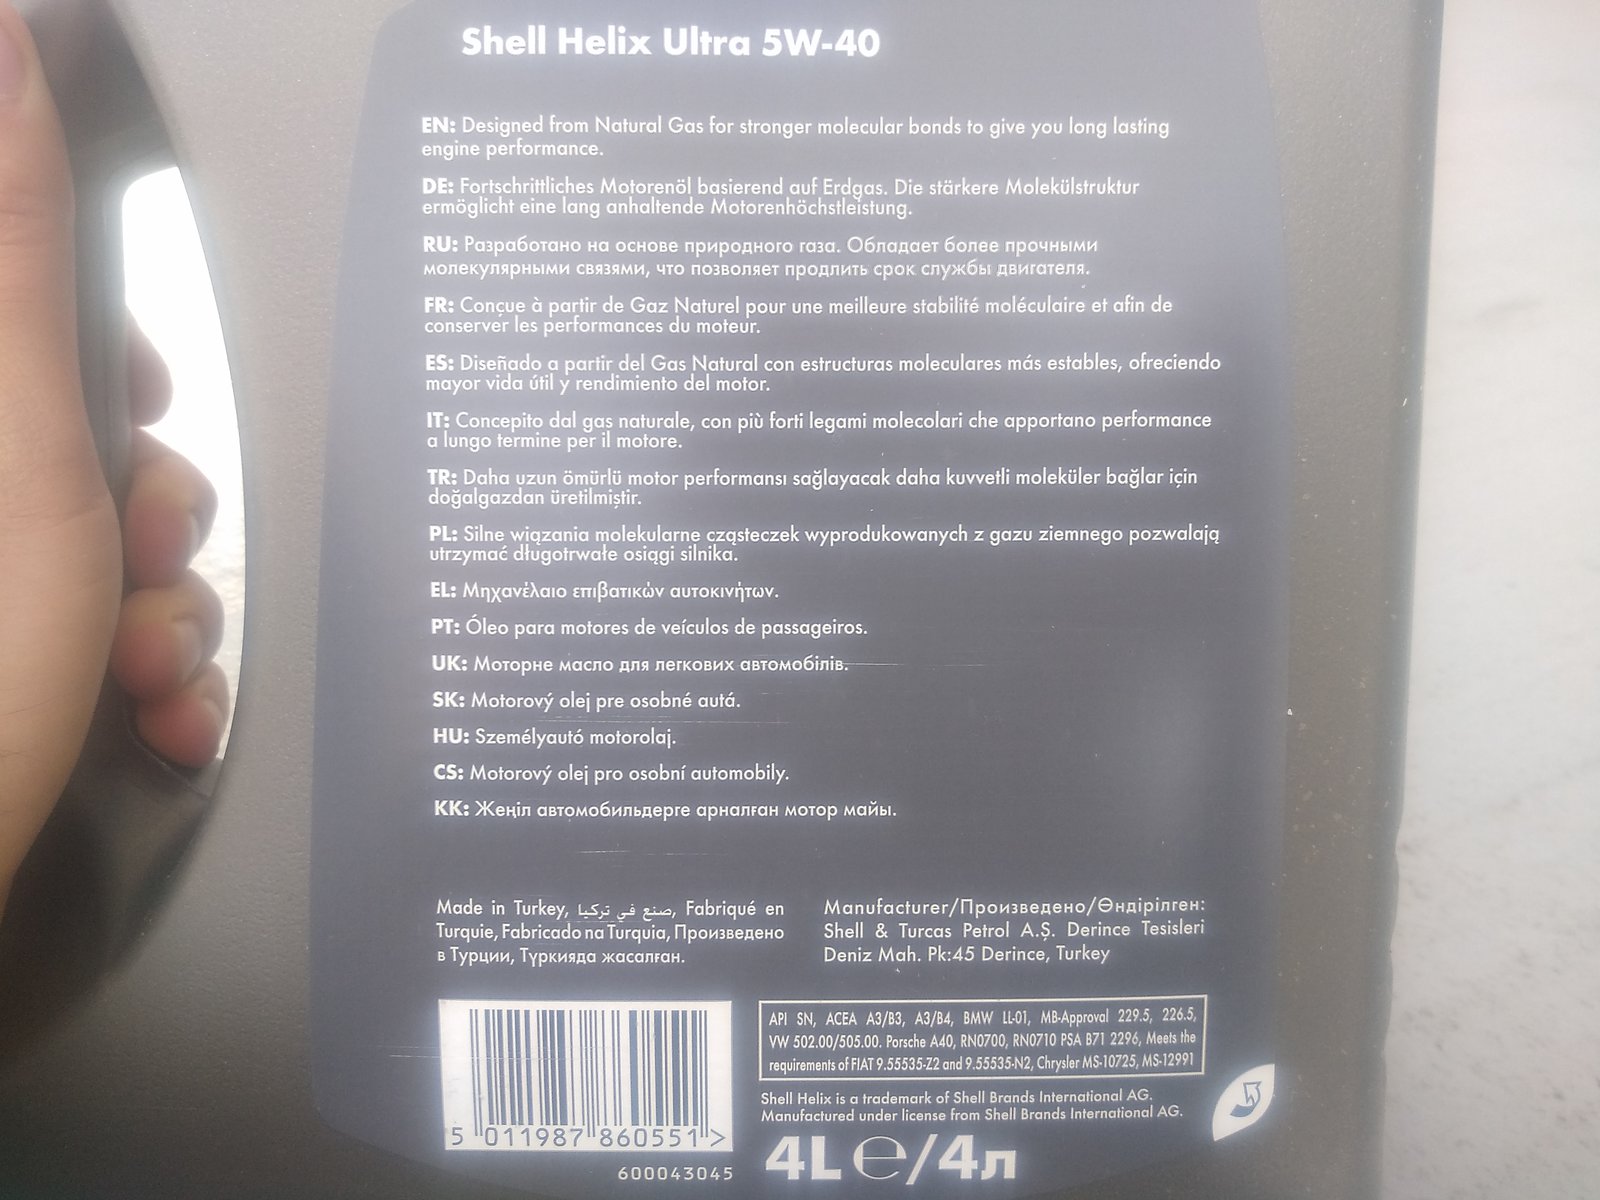 Shell Helix Ultra 5W-40
EN: Designed from Natural Gas for stronger molecular bonds to give you long lasting
engine performance.
DE: Fortschrittliches Motorenöl basierend auf Erdgas. Die stärkere Molekülstruktur
ermöglicht eine lang anhaltende Motorenhöchstleistung.
RU: Разработано на основе природного газа. Обладает более прочными
молекулярными связями, что позволяет продлить срок службы двигателя.
FR: Conçue à partir de Gaz Naturel pour une meilleure stabilité moléculaire et afin de
conserver les performances du moteur.
ES: Diseñado a partir del Gas Natural con estructuras moleculares más estables, ofreciendo
mayor vida útil y rendimiento del motor.
IT: Concepito dal gas naturale, con più forti legami molecolari che apportano performance
a lungo termine per il motore.
TR: Daha uzun ömürlü motor performansı sağlayacak daha kuvvetli moleküler bağlar için
doğalgazdan üretilmiştir.
PL: Silne wiązania molekularne cząsteczek wyprodukowanych z gazu ziemnego pozwalają
utrzymać długotrwałe osiągi silnika.
EL: Μηχανέλαιο επιβατικών αυτοκινήτων.
PT: Óleo para motores de veículos de passageiros.
UK: Моторне масло для легкових автомобілів.
SK: Motorový olej pre osobné autá.
HU: Személyautó motorolaj.
CS: Motorový olej pro osobní automobily.
KK: Жеңіл автомобильдерге арналған мотор майы.
Made in Turkey, صنع في تركيا, Fabriqué en
Turquie, Fabricado na Turquia, Произведено
в Турции, Түркияда жасалған.
Manufacturer/Произведено/Өндірілген:
Shell & Turcas Petrol A.Ş. Derince Tesisleri
Deniz Mah. Pk:45 Derince, Turkey
API SN, ACEA A3/B3, A3/B4, BMW LL-01, MB-Approval 229.5, 226.5,
VW 502.00/505.00. Porsche A40, RN0700, RN0710 PSA B71 2296, Meets the
requirements of FIAT 9.55535-Z2 and 9.55535-N2, Chrysler MS-10725, MS-12991
Shell Helix is a trademark of Shell Brands International AG.
Manufactured under license from Shell Brands International AG.
5 011987 860551 >
600043045
4L ℮/4л